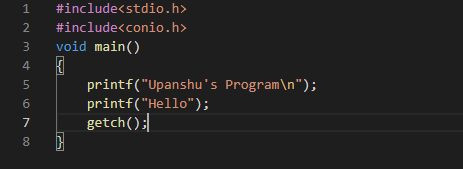 1 #include<stdio.h>
2 #include<conio.h>
3 void main()
4 {
5 printf("Upanshu's Program\n");
6 printf("Hello");
7 getch();
8 }